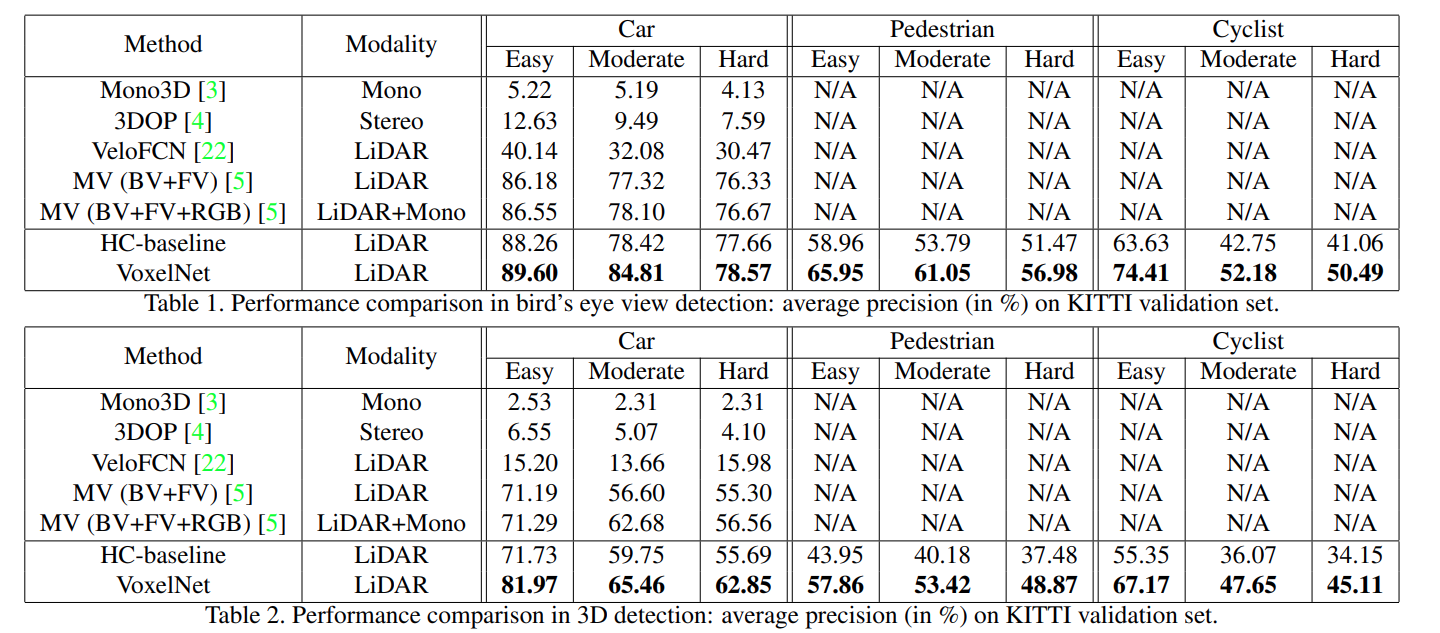 Method Modality Car Pedestrian Cyclist
Easy Moderate Hard Easy Moderate Hard Easy Moderate Hard
Mono3D [3] Mono 5.22 5.19 4.13 N/A N/A N/A N/A N/A N/A
3DOP [4] Stereo 12.63 9.49 7.59 N/A N/A N/A N/A N/A N/A
VeloFCN [22] LiDAR 40.14 32.08 30.47 N/A N/A N/A N/A N/A N/A
MV (BV+FV) [5] LiDAR 86.18 77.32 76.33 N/A N/A N/A N/A N/A N/A
MV (BV+FV+RGB) [5] LiDAR+Mono 86.55 78.10 76.67 N/A N/A N/A N/A N/A N/A
HC-baseline LiDAR 88.26 78.42 77.66 58.96 53.79 51.47 63.63 42.75 41.06
VoxelNet LiDAR 89.60 84.81 78.57 65.95 61.05 56.98 74.41 52.18 50.49
Table 1. Performance comparison in bird's eye view detection: average precision (in %) on KITTI validation set.
Method Modality Car Pedestrian Cyclist
Easy Moderate Hard Easy Moderate Hard Easy Moderate Hard
Mono3D [3] Mono 2.53 2.31 2.31 N/A N/A N/A N/A N/A N/A
3DOP [4] Stereo 6.55 5.07 4.10 N/A N/A N/A N/A N/A N/A
VeloFCN [22] LiDAR 15.20 13.66 15.98 N/A N/A N/A N/A N/A N/A
MV (BV+FV) [5] LiDAR 71.19 56.60 55.30 N/A N/A N/A N/A N/A N/A
MV (BV+FV+RGB) [5] LiDAR+Mono 71.29 62.68 56.56 N/A N/A N/A N/A N/A N/A
HC-baseline LiDAR 71.73 59.75 55.69 43.95 40.18 37.48 55.35 36.07 34.15
VoxelNet LiDAR 81.97 65.46 62.85 57.86 53.42 48.87 67.17 47.65 45.11
Table 2. Performance comparison in 3D detection: average precision (in %) on KITTI validation set.